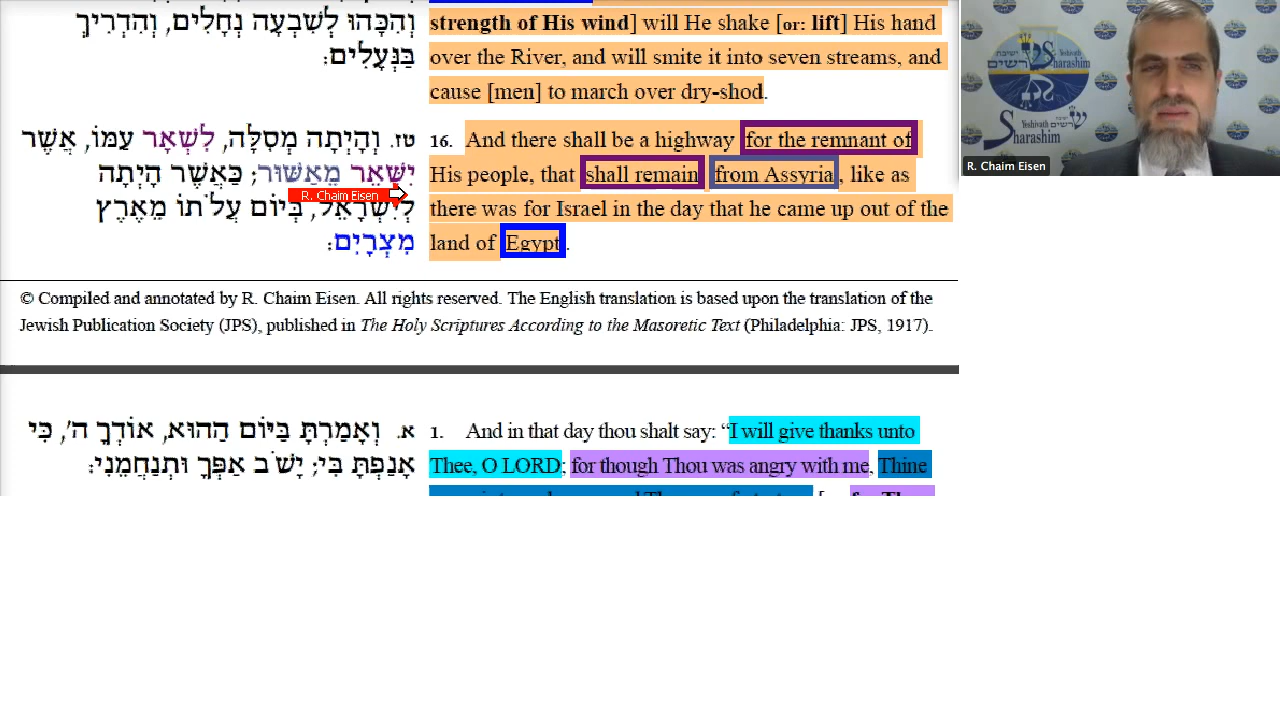 וְהִכָּהוּ לְשִׁבְעָה נְחָלִים, וְהִדְרִיךְ
בַּנְּעָלִים:
strength of His wind] will He shake [or: lift] His hand
over the River, and will smite it into seven streams, and
cause [men] to march over dry-shod.
טז. וְהָיְתָה מְסִלָּה, לִשְׁאָר עַמּוֹ, אֲשֶׁר
יִשָּׁאֵר מֵאַשּׁוּר; כַּאֲשֶׁר הָיְתָה
לְיִשְׂרָאֵל, בְּיוֹם עֲלֹתוֹ מֵאֶרֶץ
מִצְרָיִם:
R. Chaim Eisen
16. And there shall be a highway for the remnant of
His people, that shall remain from Assyria, like as
there was for Israel in the day that he came up out of the
land of Egypt.
© Compiled and annotated by R. Chaim Eisen. All rights reserved. The English translation is based upon the translation of the
Jewish Publication Society (JPS), published in The Holy Scriptures According to the Masoretic Text (Philadelphia: JPS, 1917).
א. וְאָמַרְתָּ בַּיּוֹם הַהוּא, אוֹדְךָ ה', כִּי
אָנַפְתָּ בִּי; יָשֹׁב אַפְּךָ וּתְנַחֲמֵנִי:
1. And in that day thou shalt say: “I will give thanks unto
Thee, O LORD; for though Thou was angry with me, Thine
ישיבת
שרשים
Yeshivath
Sharashim
Yeshivath
Sharashim
R. Chaim Eisen